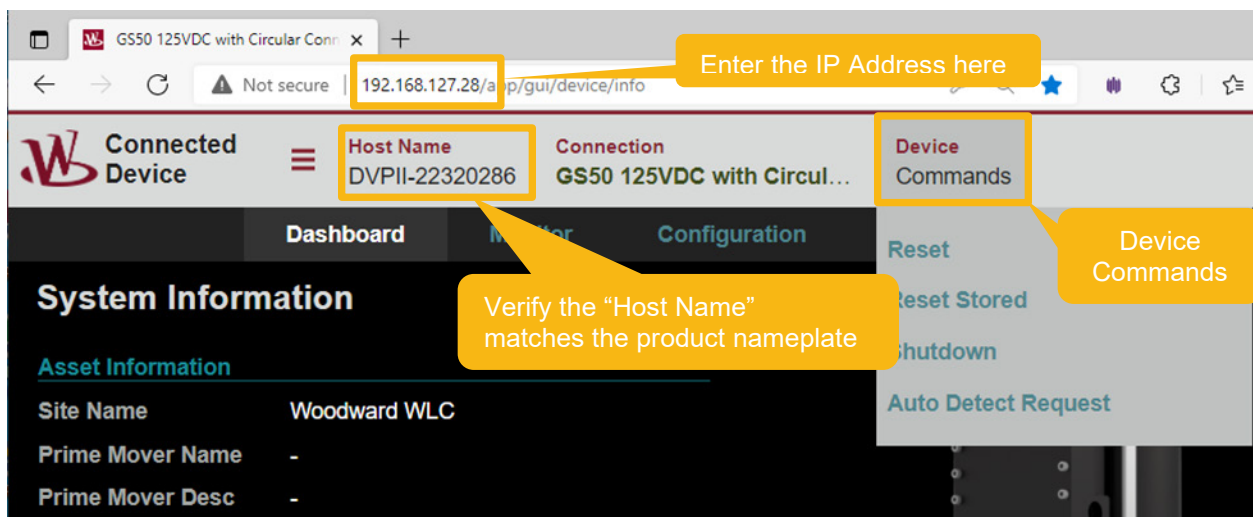 GS50 125VDC with Circular Conn
Enter the IP Address here
Not secure 192.168.127.28/app/gui/device/info
Connected
Device
Host Name
DVPII-22320286
Connection
GS50 125VDC with Circul...
Device
Commands
Dashboard Configuration
Reset
Reset Stored
Shutdown
Auto Detect Request
Device
Commands
System Information
Verify the “Host Name”
matches the product nameplate
Asset Information
Site Name Woodward WLC
Prime Mover Name -
Prime Mover Desc -